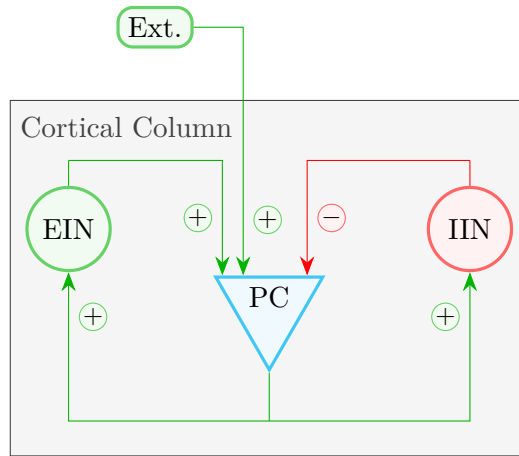 Ext.
Cortical Column
+
+
−
EIN
IIN
PC
+
+